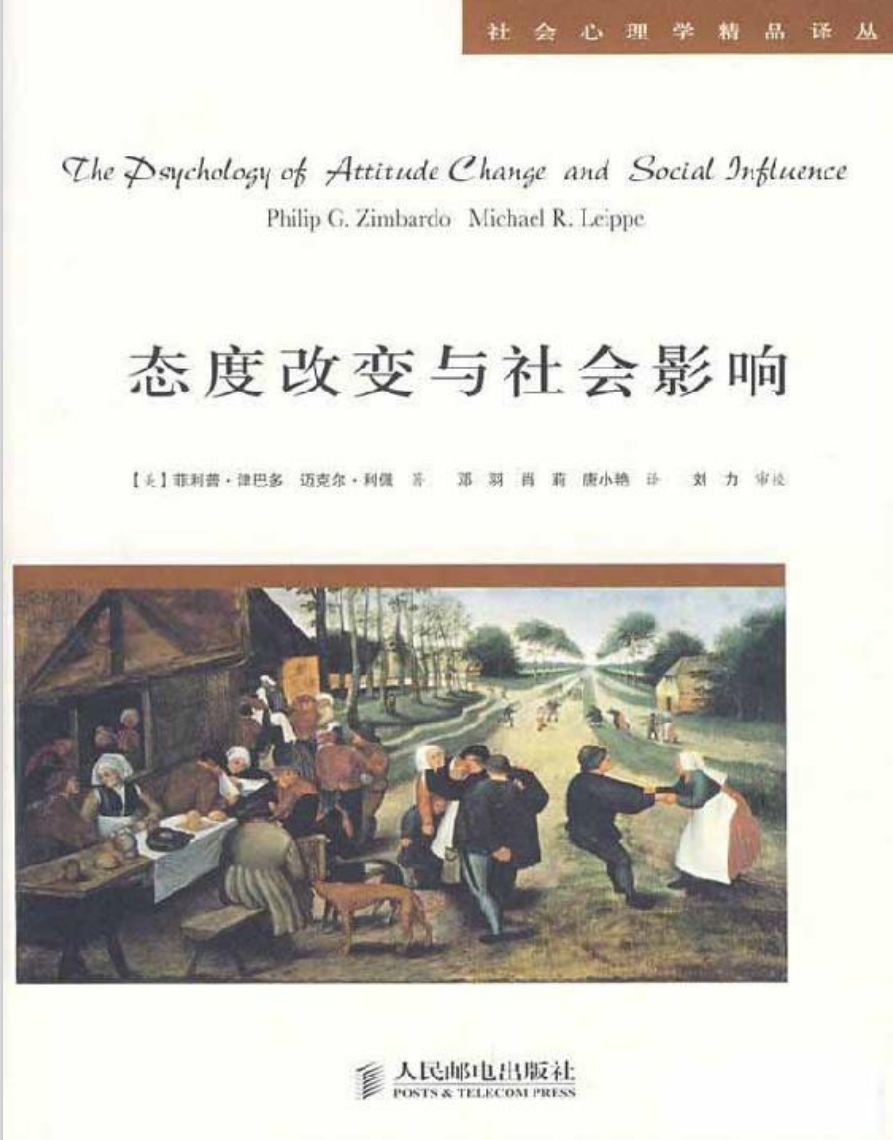 社会心理学精品译丛
The Psychology of Attitude Change and Social Influence
Philip G. Zimbardo Michael R. Leippe
态度改变与社会影响
【美】菲利普·津巴多 迈克尔·利佩 著 邓 羽 肖 莉 唐小艳 译 刘 力 审校
人民邮电出版社
POSTS & TELECOM PRESS